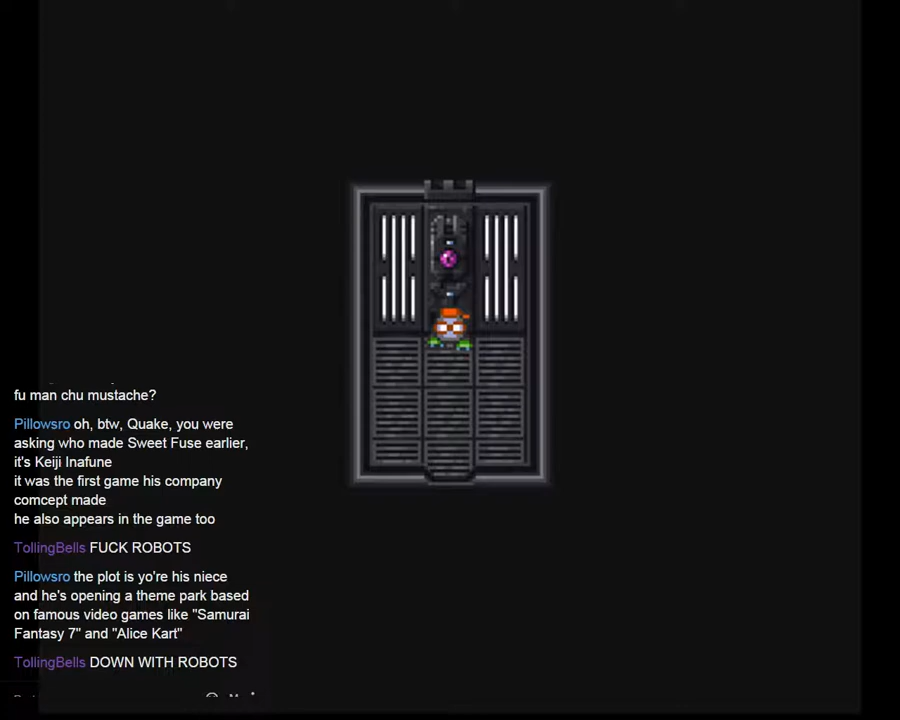 fu man chu mustache?
Pillowsro oh, btw, Quake, you were
asking who made Sweet Fuse earlier,
it's Keiji Inafune
it was the first game his company
comcept made
he also appears in the game too
TollingBells FUCK ROBOTS
Pillowsro the plot is yo're his niece
and he's opening a theme park based
on famous video games like "Samurai
Fantasy 7" and "Alice Kart"
TollingBells DOWN WITH ROBOTS